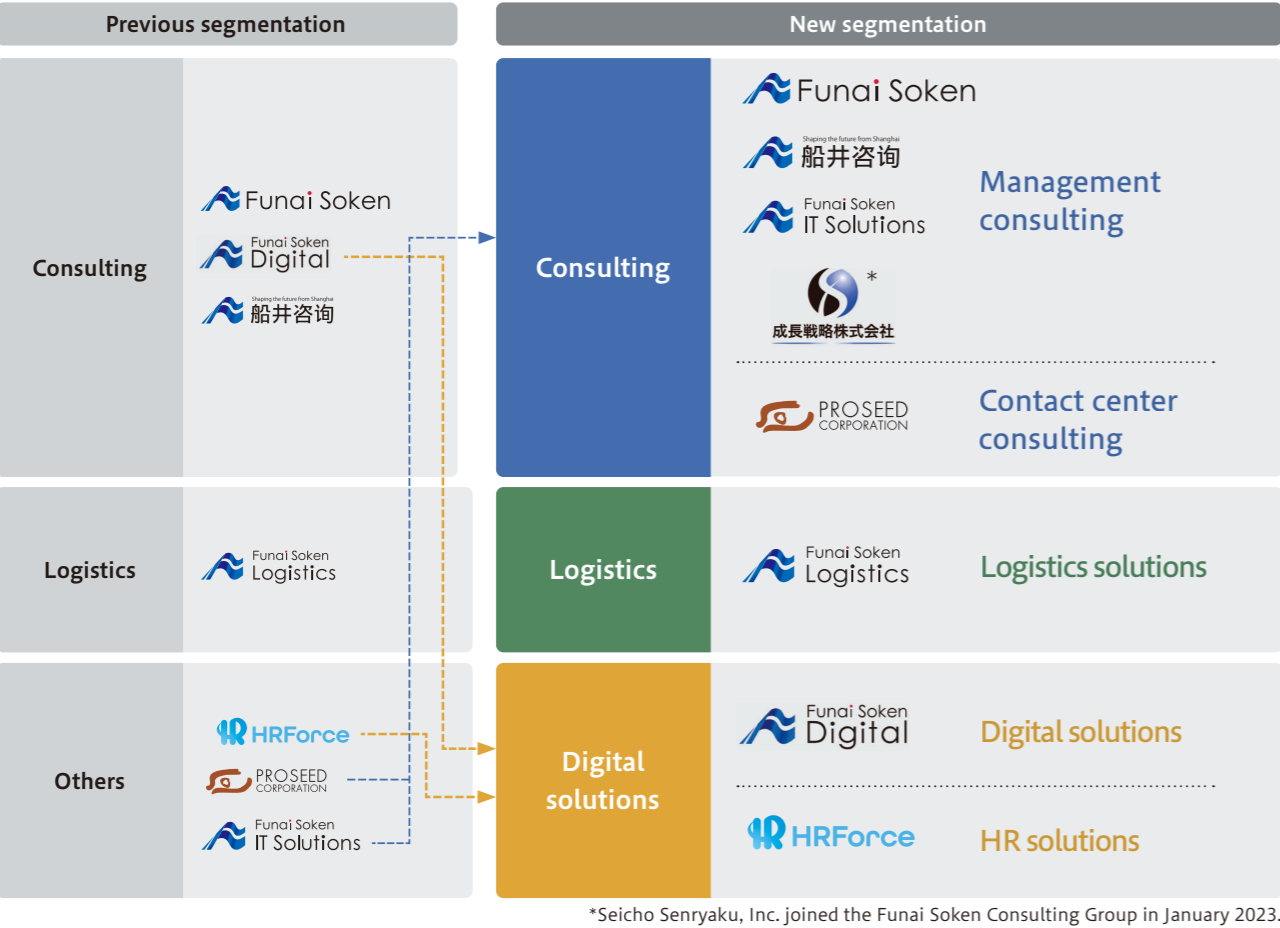 Previous segmentation
New segmentation
Consulting
Funai Soken
Funai Soken
Digital
Shaping the future from Shanghai
船井咨询
Consulting
Funai Soken
Shaping the future from Shanghai
船井咨询
Funai Soken
IT Solutions
*
成長戦略株式会社
Management
consulting
PROSEED
CORPORATION
Contact center
consulting
Logistics
Funai Soken
Logistics
Logistics
Funai Soken
Logistics
Logistics solutions
Others
HRForce
PROSEED
CORPORATION
Funai Soken
IT Solutions
Digital
solutions
Funai Soken
Digital
Digital solutions
HRForce
HR solutions
*Seicho Senryaku, Inc. joined the Funai Soken Consulting Group in January 2023.